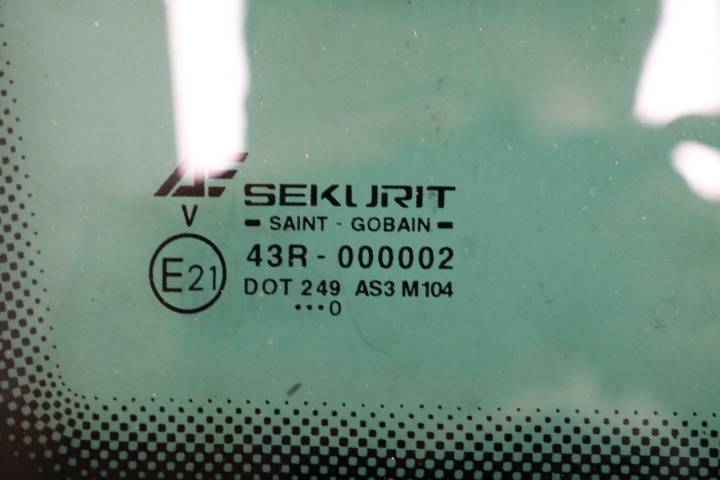 SEKURIT
V
- SAINT - GOBAIN -
E21
43R - 000002
DOT 249 AS3 M104
•••0